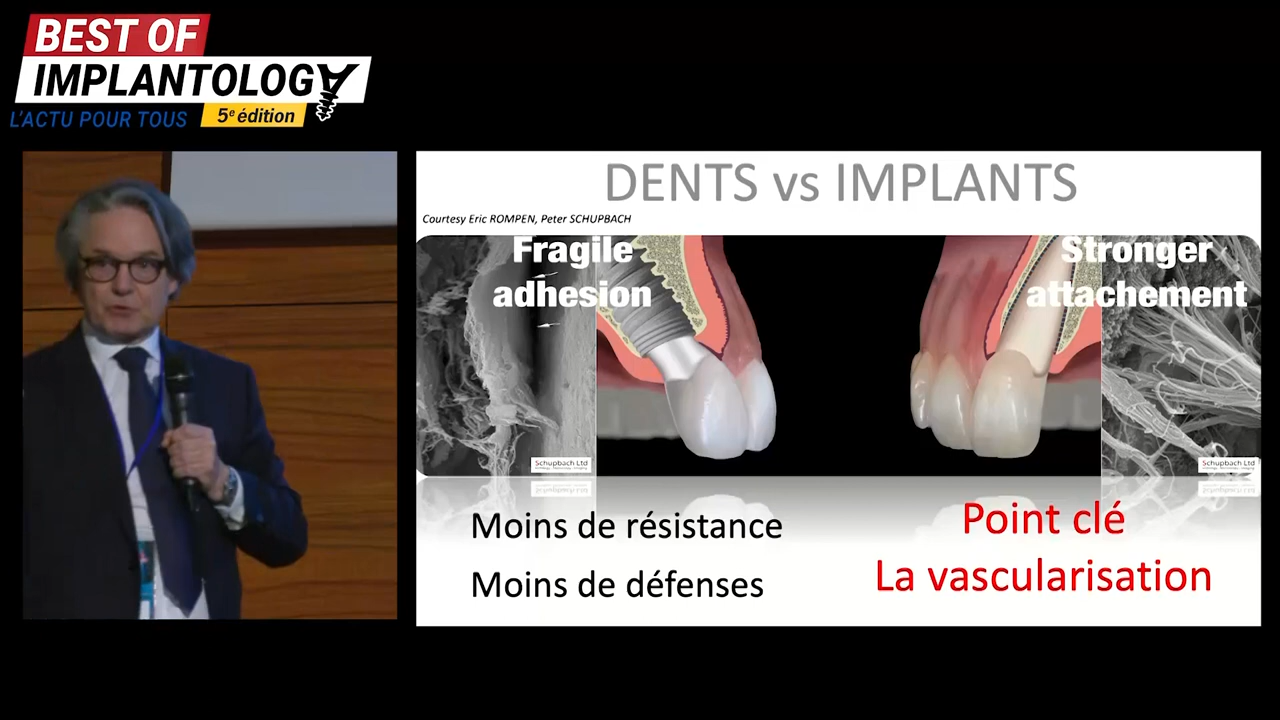 BEST OF
IMPLANTOLOGY
L'ACTU POUR TOUS
5e édition
DENTS vs IMPLANTS
Courtesy Eric ROMPEN, Peter SCHUPBACH
Fragile
adhesion
Stronger
attachement
Schupbach Ltd
Schupbach Ltd
Moins de résistance
Moins de défenses
Point clé
La vascularisation